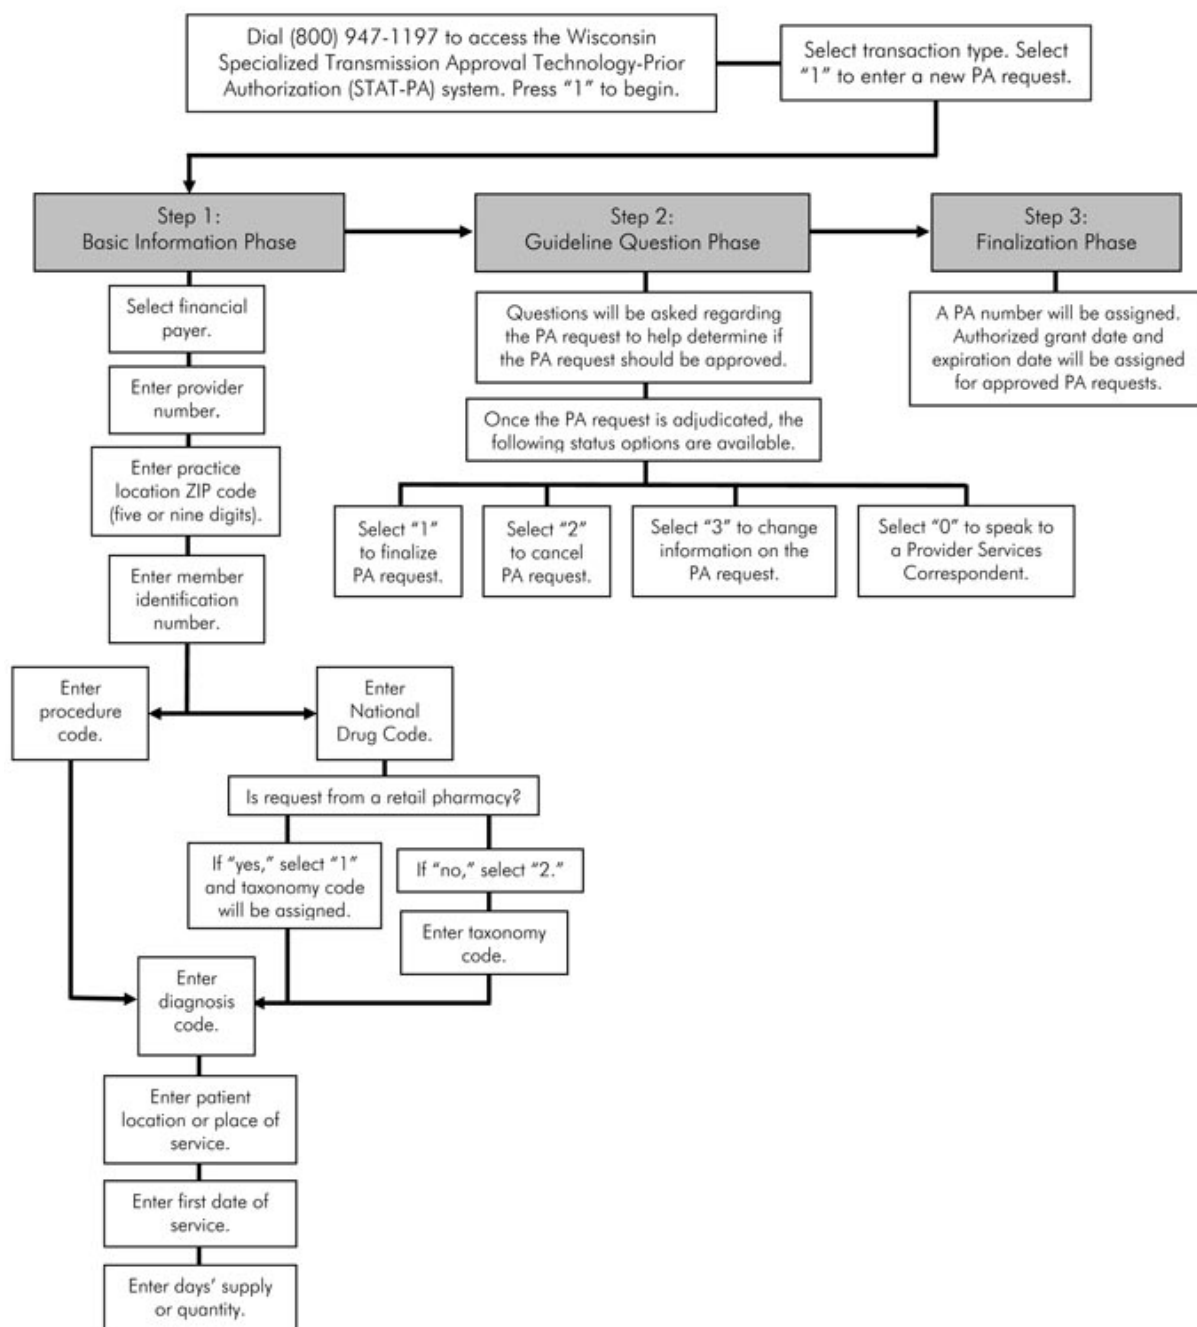 Dial (800) 947-1197 to access the Wisconsin
Specialized Transmission Approval Technology-Prior
Authorization (STAT-PA) system. Press “1” to begin.
Select transaction type. Select
“1” to enter a new PA request.
Step 1:
Basic Information Phase
Step 2:
Guideline Question Phase
Step 3:
Finalization Phase
Select financial
payer.
Enter provider
number.
Enter practice
location ZIP code
(five or nine digits).
Enter member
identification
number.
Questions will be asked regarding
the PA request to help determine if
the PA request should be approved.
Once the PA request is adjudicated, the
following status options are available.
Select “1”
to finalize
PA request.
Select “2”
to cancel
PA request.
Select “3” to change
information on the
PA request.
Select “0” to speak to
a Provider Services
Correspondent.
A PA number will be assigned.
Authorized grant date and
expiration date will be assigned
for approved PA requests.
Enter
procedure
code.
Enter
National
Drug Code.
Is request from a retail pharmacy?
If “yes,” select “1”
and taxonomy code
will be assigned.
If “no,” select “2.”
Enter taxonomy
code.
Enter
diagnosis
code.
Enter patient
location or place of
service.
Enter first date of
service.
Enter days’ supply
or quantity.